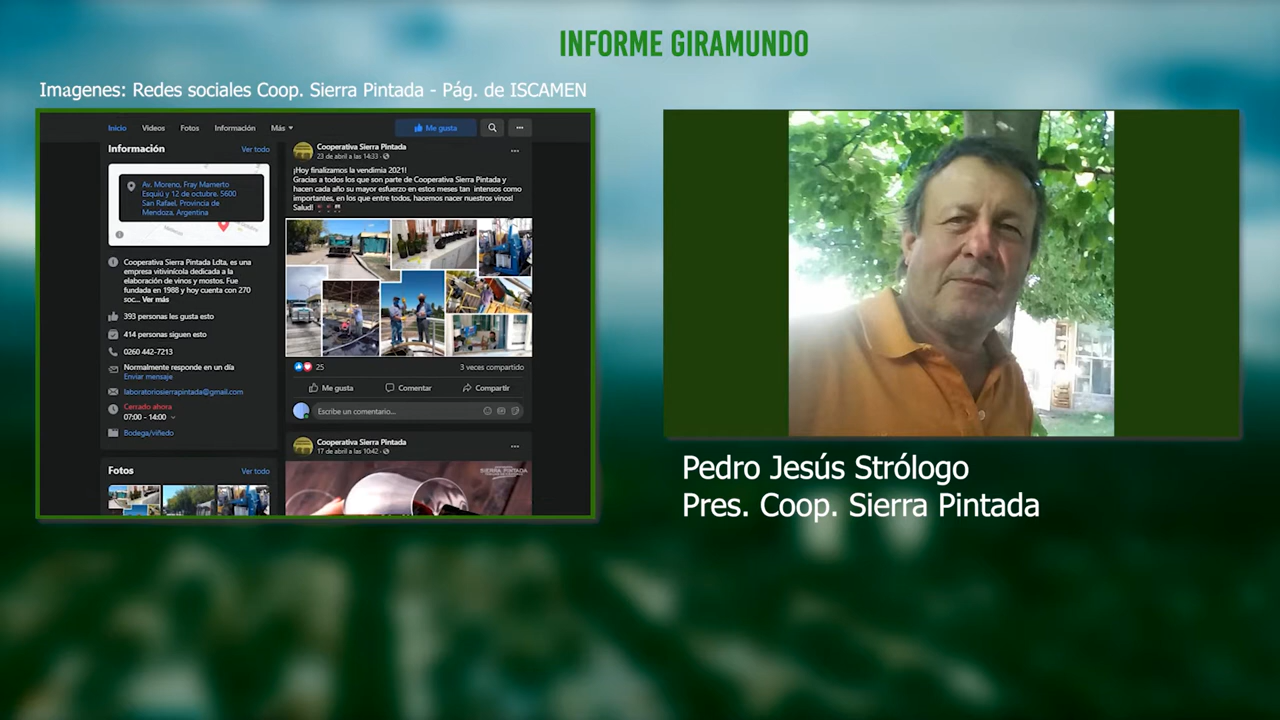 INFORME GIRAMUNDO
Imagenes: Redes sociales Coop. Sierra Pintada - Pág. de ISCAMEN
Inicio Videos Fotos Información Más
Me gusta
Información Ver todo
Av. Moreno, Fray Mamerto
Esquiú y 12 de octubre. 5600
San Rafael, Provincia de
Mendoza, Argentina
Cooperativa Sierra Pintada Ldta, es una
empresa vitivinícola dedicada a la
elaboración de vinos y mostos. Fue
fundada en 1988 y hoy cuenta con 270
soc... Ver más
393 personas les gusta esto
414 personas siguen esto
0260 442-7213
Normalmente responde en un día
Enviar mensaje
laboratoriosierrapintada@gmail.com
Cerrado ahora
07:00 - 14:00
Bodega/viñedo
Fotos Ver todo
Cooperativa Sierra Pintada
23 de abril a las 14:33
¡Hoy finalizamos la vendimia 2021!
Gracias a todos los que son parte de Cooperativa Sierra Pintada y
hacen cada año su mayor esfuerzo en estos meses tan intensos como
importantes, en los que entre todos, hacemos nacer nuestros vinos!
Salud!
25 3 veces compartido
Me gusta Comentar Compartir
Escribe un comentario...
Cooperativa Sierra Pintada
17 de abril a las 10:42
SIERRA PINTADA
Pedro Jesús Strólogo
Pres. Coop. Sierra Pintada